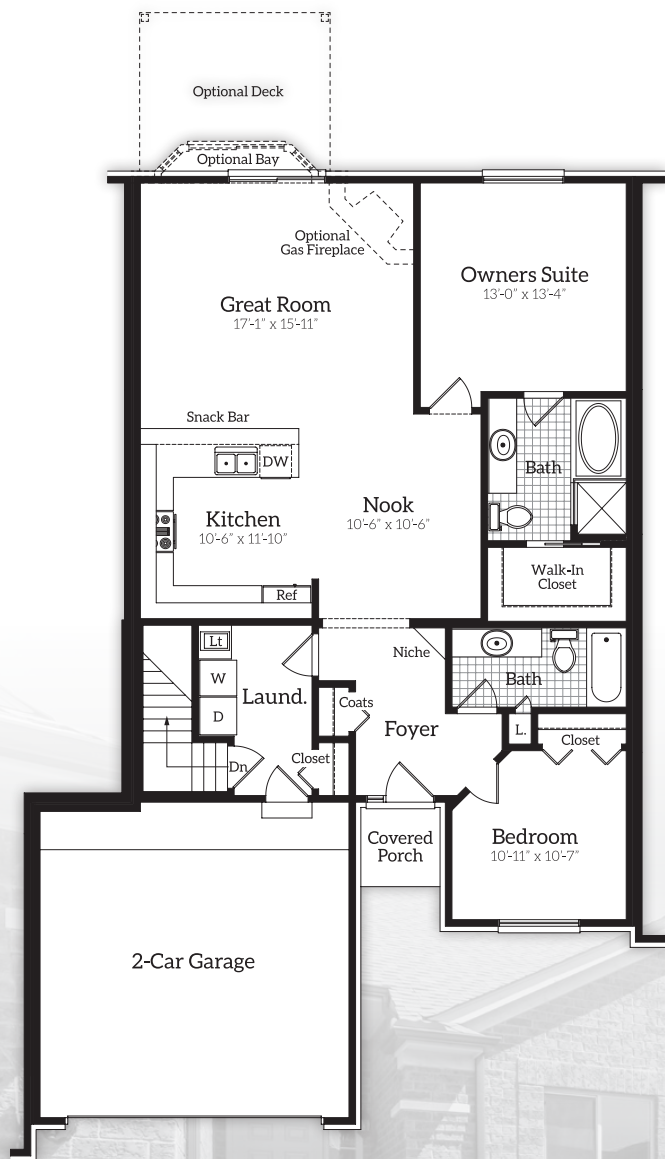 Optional Deck
Optional Bay
Optional
Gas Fireplace
Owners Suite
13'-0" x 13'-4"
Great Room
17'-1" x 15'-11"
Snack Bar
DW
Bath
Nook
10'-6" x 10'-6"
Kitchen
10'-6" x 11'-10"
Walk-In
Closet
Ref
Lt
Niche
W
Bath
Laund.
Coats
D
Foyer
L.
Closet
Closet
Dn
Covered
Porch
Bedroom
10'-11" x 10'-7"
2-Car Garage